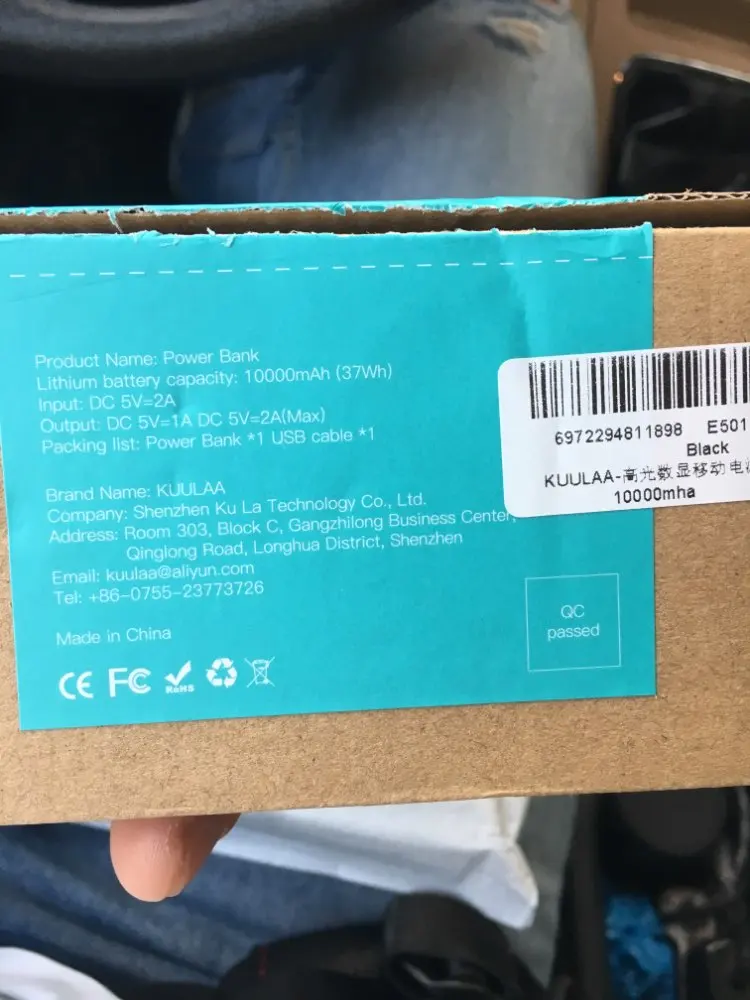 Product Name: Power Bank
Lithium battery capacity: 10000mAh (37Wh)
Input: DC 5V=2A
Output: DC 5V=1A DC 5V=2A(Max)
Packing list: Power Bank *1 USB cable *1
Brand Name: KUULAA
Company: Shenzhen Ku La Technology Co., Ltd.
Address: Room 303, Block C, Gangzhilong Business Center,
Qinglong Road, Longhua District, Shenzhen
Email: kuulaa@aliyun.com
Tel: +86-0755-23773726
Made in China
CE FC RoHS
QC
passed
6972294811898 E501
Black
KUULAA-高光数显移动电
10000mha